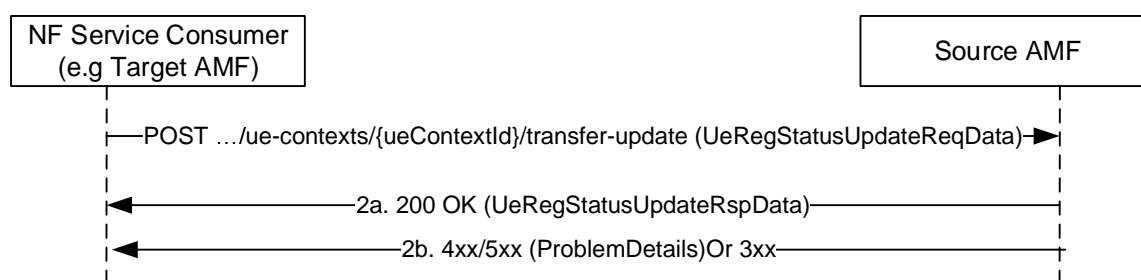 NF Service Consumer
(e.g Target AMF)
Source AMF
POST …/ue-contexts/{ueContextId}/transfer-update (UeRegStatusUpdateReqData)
2a. 200 OK (UeRegStatusUpdateRspData)
2b. 4xx/5xx (ProblemDetails)Or 3xx